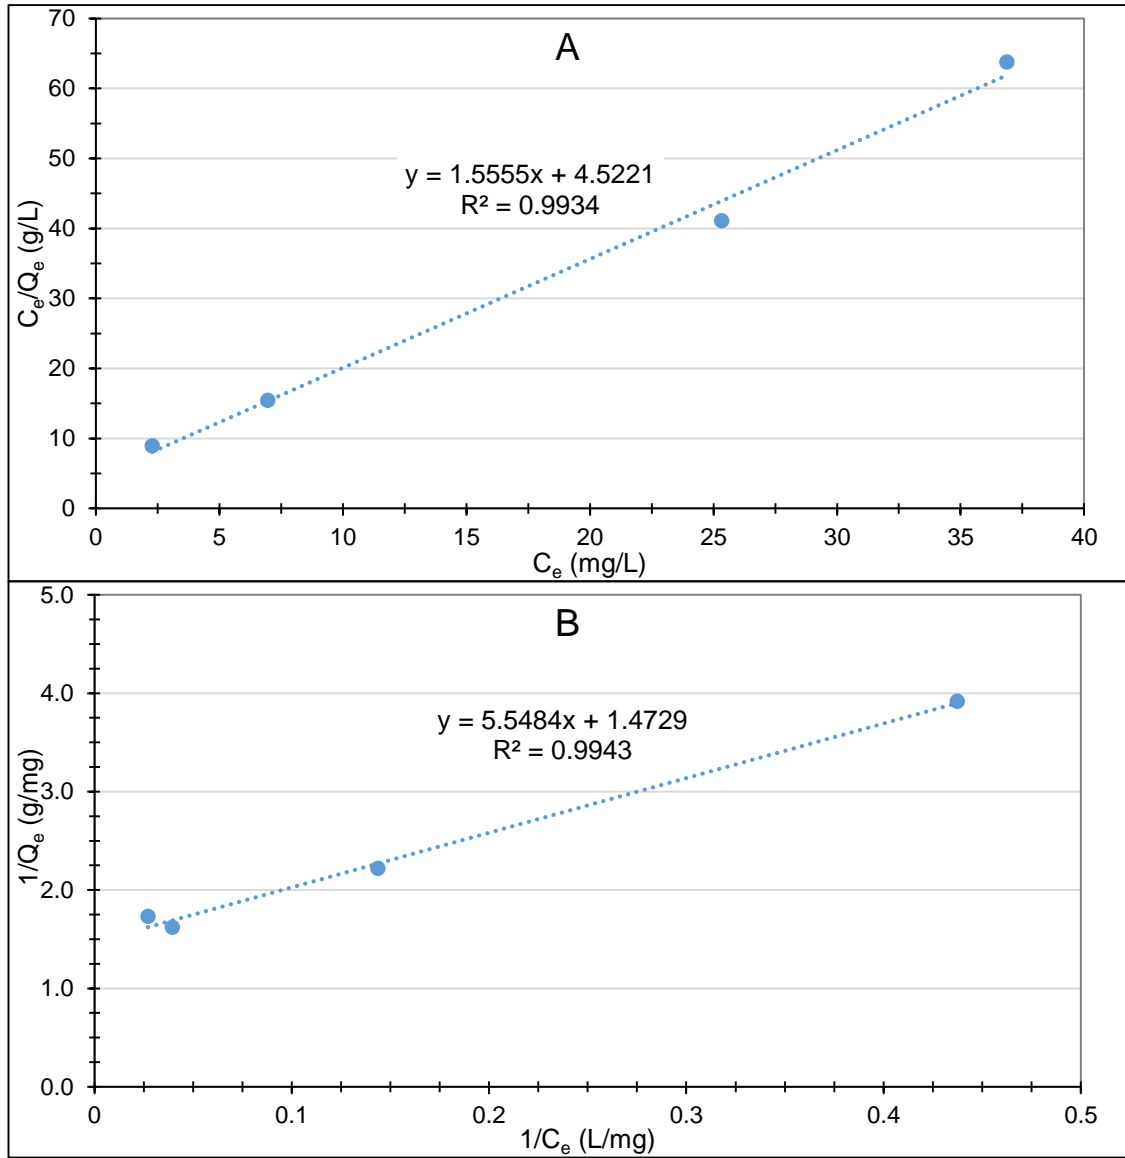 A
70
60
50
40
30
20
10
0
y = 1.5555x + 4.5221
R² = 0.9934
Cₑ/Qₑ (g/L)
0 5 10 15 20 25 30 35 40
Cₑ (mg/L)
B
5.0
4.0
3.0
2.0
1.0
0.0
y = 5.5484x + 1.4729
R² = 0.9943
1/Qₑ (g/mg)
0 0.1 0.2 0.3 0.4 0.5
1/Cₑ (L/mg)